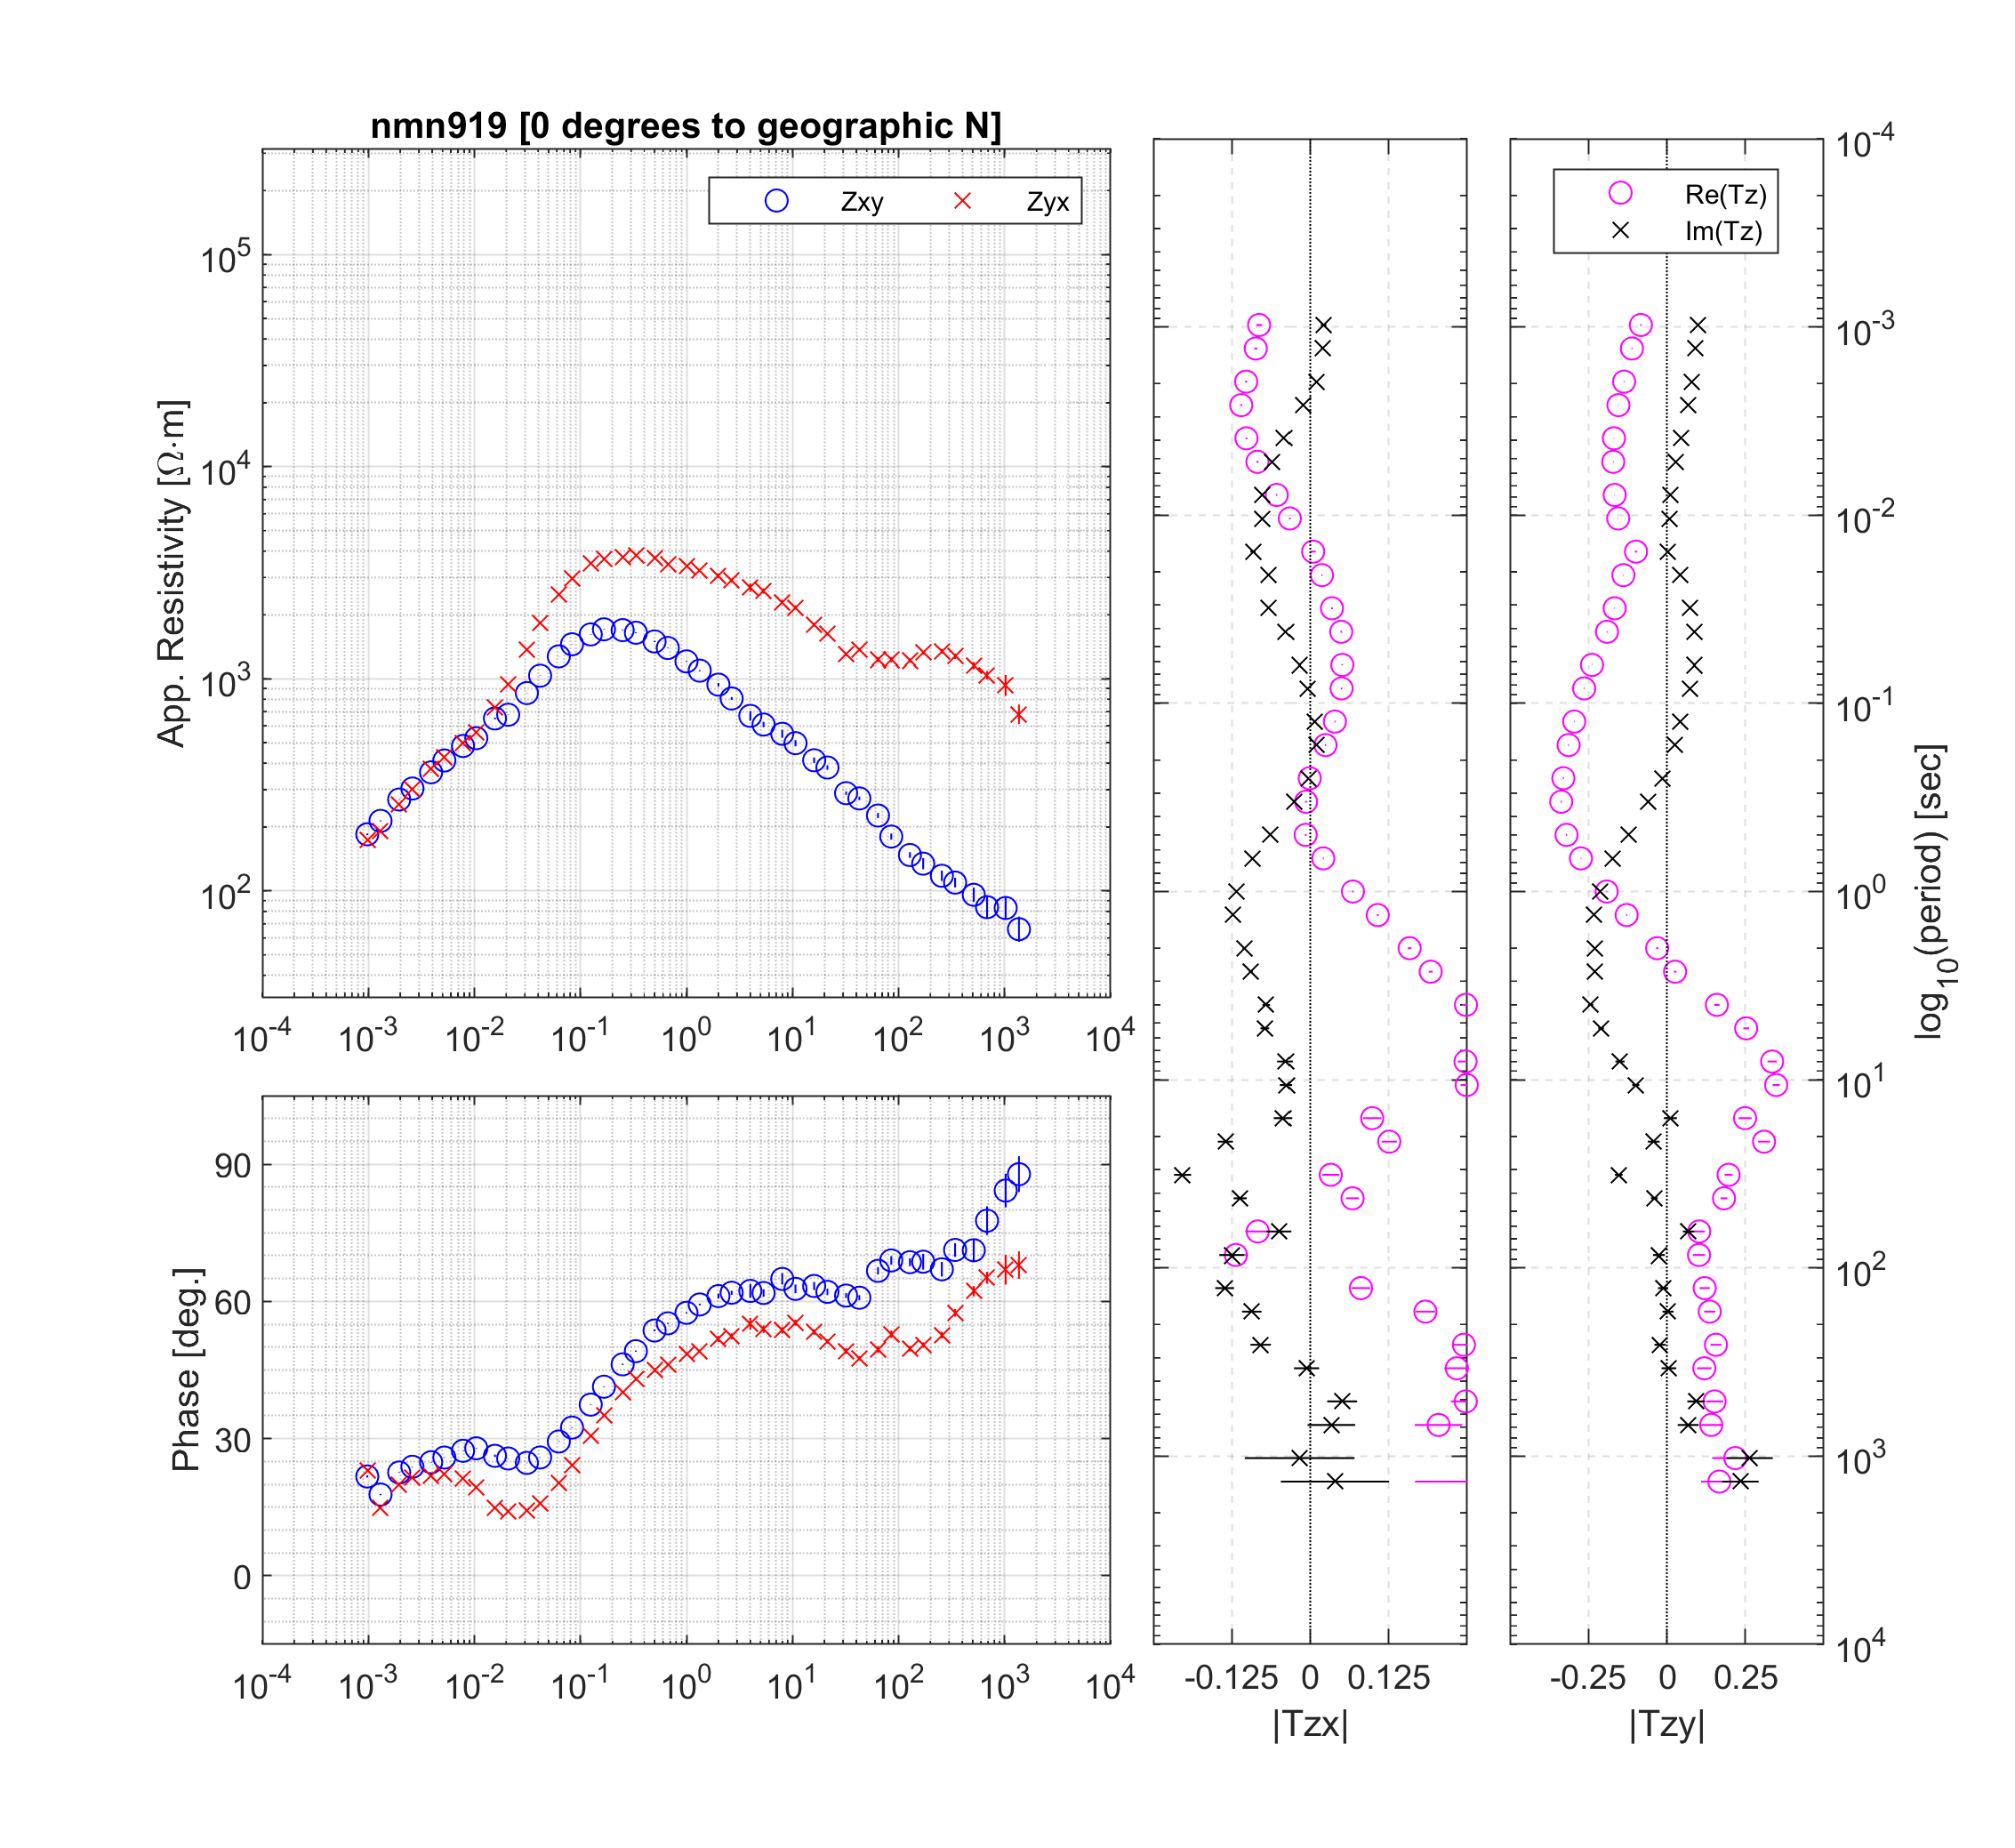 nmn919 [0 degrees to geographic N]
Zxy Zyx
App. Resistivity [Ω·m]
10^5
10^4
10^3
10^2
10^-4 10^-3 10^-2 10^-1 10^0 10^1 10^2 10^3 10^4
Phase [deg.]
90
60
30
0
10^-4 10^-3 10^-2 10^-1 10^0 10^1 10^2 10^3 10^4
-0.125 0 0.125
|Tzx|
Re(Tz)
Im(Tz)
-0.25 0 0.25
|Tzy|
10^-4
10^-3
10^-2
10^-1
10^0
10^1
10^2
10^3
10^4
log10(period) [sec]